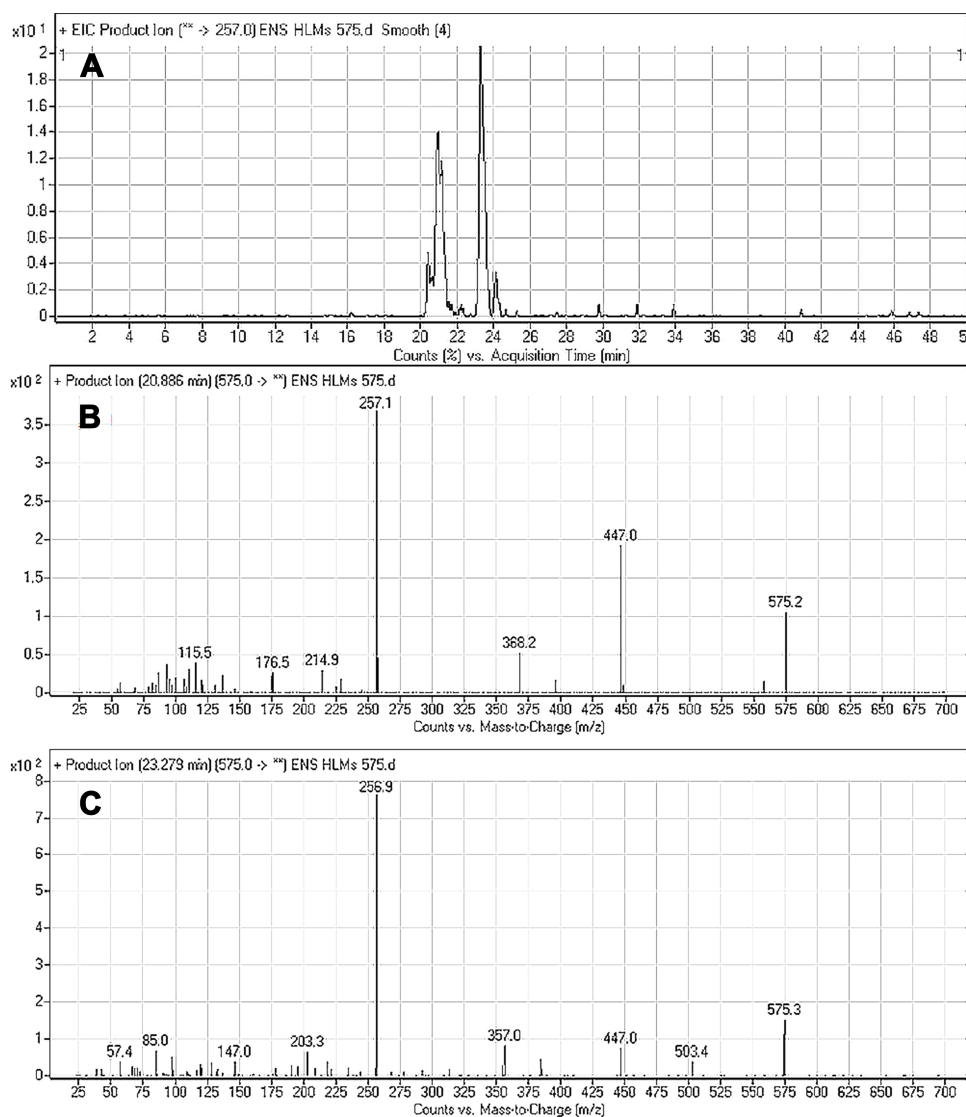 + EIC Product Ion (** -> 257.0) ENS HLMs 575.d Smooth (4)
x10 1
A
1 1
2
1.8
1.6
1.4
1.2
1
0.8
0.6
0.4
0.2
0
2 4 6 8 10 12 14 16 18 20 22 24 26 28 30 32 34 36 38 40 42 44 46 48 5
Counts (%) vs. Acquisition Time (min)
+ Product Ion (20.886 min) (575.0 -> **) ENS HLMs 575.d
x10 2
B
257.1
3.5
3
2.5
2
447.0
1.5
1
575.2
0.5
115.5 176.5 214.9 368.2
0
25 50 75 100 125 150 175 200 225 250 275 300 325 350 375 400 425 450 475 500 525 550 575 600 625 650 675 700
Counts vs. Mass-to-Charge (m/z)
+ Product Ion (23.279 min) (575.0 -> **) ENS HLMs 575.d
x10 2
C
256.9
8
7
6
5
4
3
2
575.3
1
57.4 85.0 147.0 203.3 357.0 447.0 503.4
0
25 50 75 100 125 150 175 200 225 250 275 300 325 350 375 400 425 450 475 500 525 550 575 600 625 650 675 700
Counts vs. Mass-to-Charge (m/z)